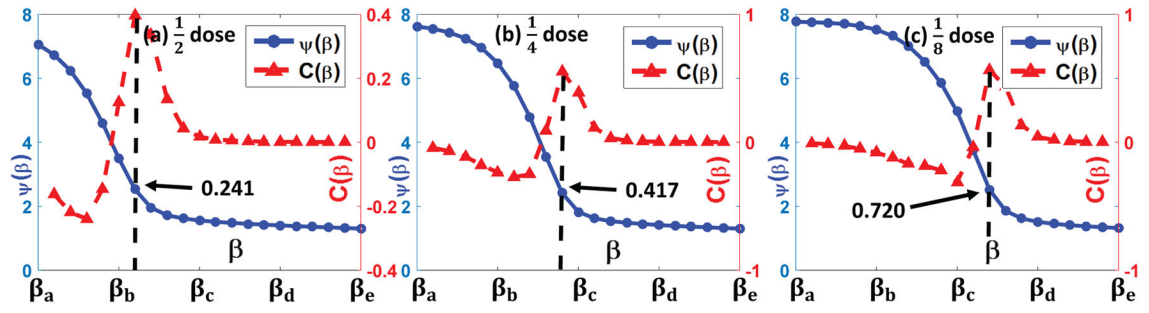 (a) 1/2 dose
ψ(β)
C(β)
8
6
4
2
0
0.4
0.2
0
-0.2
-0.4
ψ(β)
C(β)
0.241
β
βa
βb
βc
βd
βe
(b) 1/4 dose
ψ(β)
C(β)
8
6
4
2
0
1
0
-1
ψ(β)
C(β)
0.417
β
βa
βb
βc
βd
βe
(c) 1/8 dose
ψ(β)
C(β)
8
6
4
2
0
1
0
-1
ψ(β)
C(β)
0.720
β
βa
βb
βc
βd
βe